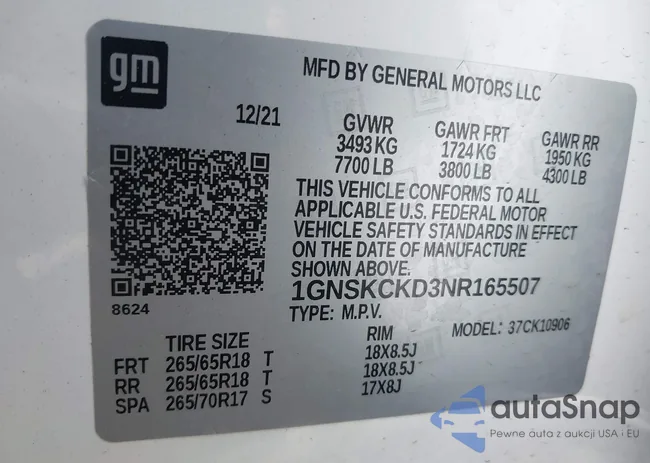 gm
MFD BY GENERAL MOTORS LLC
12/21
GVWR GAWR FRT GAWR RR
3493 KG 1724 KG 1950 KG
7700 LB 3800 LB 4300 LB
THIS VEHICLE CONFORMS TO ALL
APPLICABLE U.S. FEDERAL MOTOR
VEHICLE SAFETY STANDARDS IN EFFECT
ON THE DATE OF MANUFACTURE
SHOWN ABOVE.
1GNSKCKD3NR165507
8624
TYPE: M.P.V. MODEL: 37CK10906
TIRE SIZE RIM
FRT 265/65R18 T 18X8.5J
RR 265/65R18 T 18X8.5J
SPA 265/70R17 S 17X8J
autaSnap
Pewne auta z aukcji USA i EU